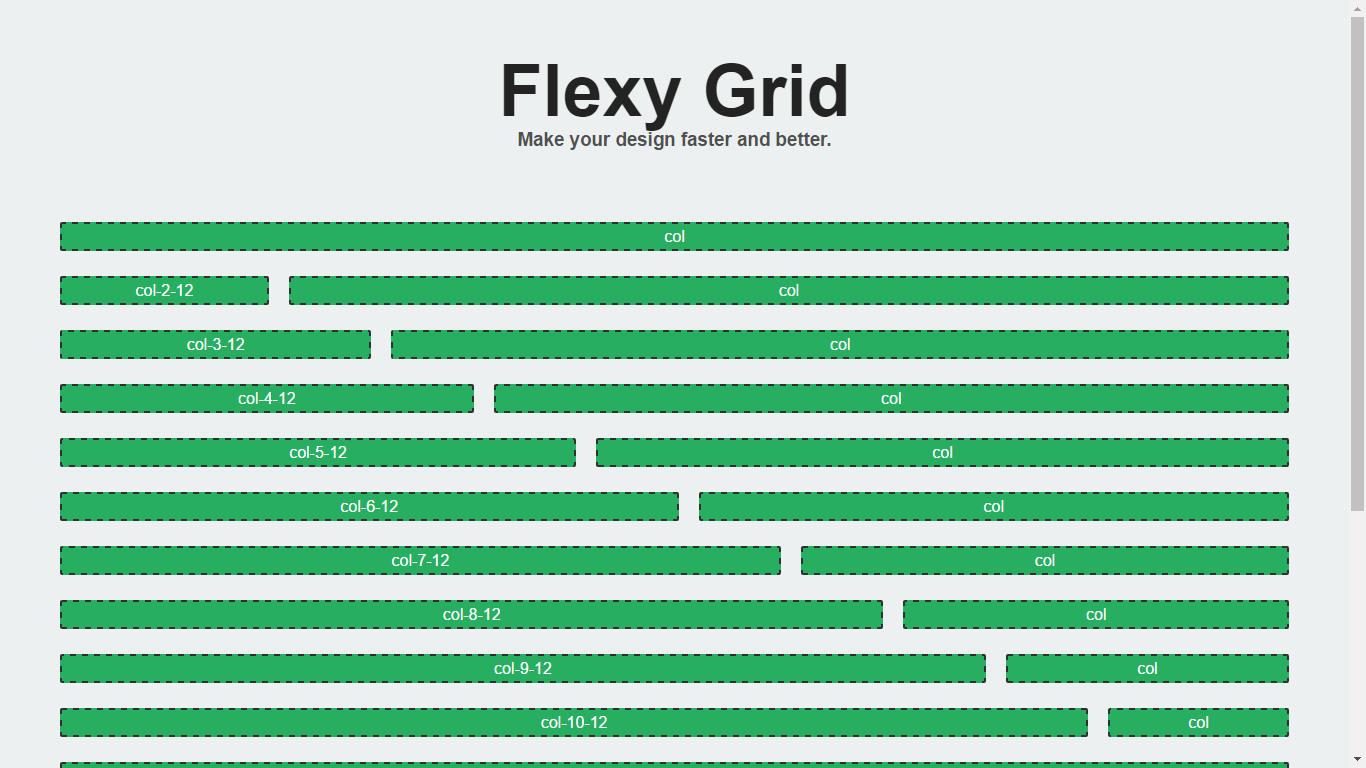 Flexy Grid
Make your design faster and better.
col
col-2-12 col
col-3-12 col
col-4-12 col
col-5-12 col
col-6-12 col
col-7-12 col
col-8-12 col
col-9-12 col
col-10-12 col